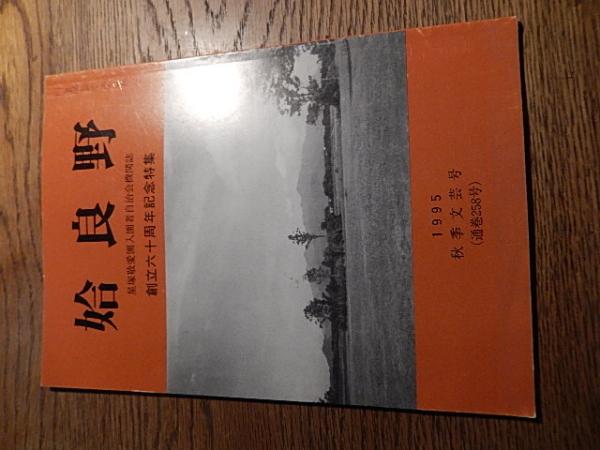 姶良野
星塚敬愛園入園者自治会機関誌
創立六十周年記念特集
1995
秋季文芸号
(通巻258号)